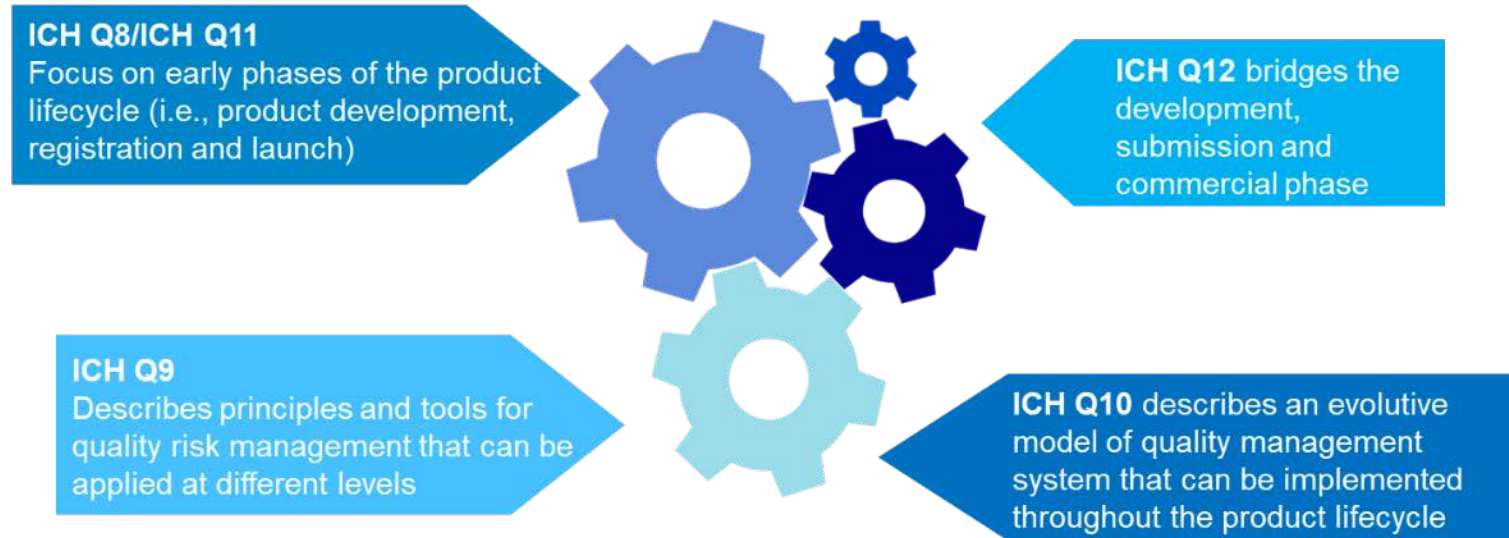 ICH Q8/ICH Q11
Focus on early phases of the product
lifecycle (i.e., product development,
registration and launch)
ICH Q12 bridges the
development,
submission and
commercial phase
ICH Q9
Describes principles and tools for
quality risk management that can be
applied at different levels
ICH Q10 describes an evolutive
model of quality management
system that can be implemented
throughout the product lifecycle